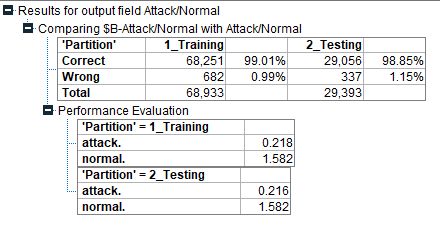 Results for output field Attack/Normal
Comparing $B-Attack/Normal with Attack/Normal
'Partition' 1_Training 2_Testing
Correct 68,251 99.01% 29,056 98.85%
Wrong 682 0.99% 337 1.15%
Total 68,933 29,393
Performance Evaluation
'Partition' = 1_Training
attack. 0.218
normal. 1.582
'Partition' = 2_Testing
attack. 0.216
normal. 1.582